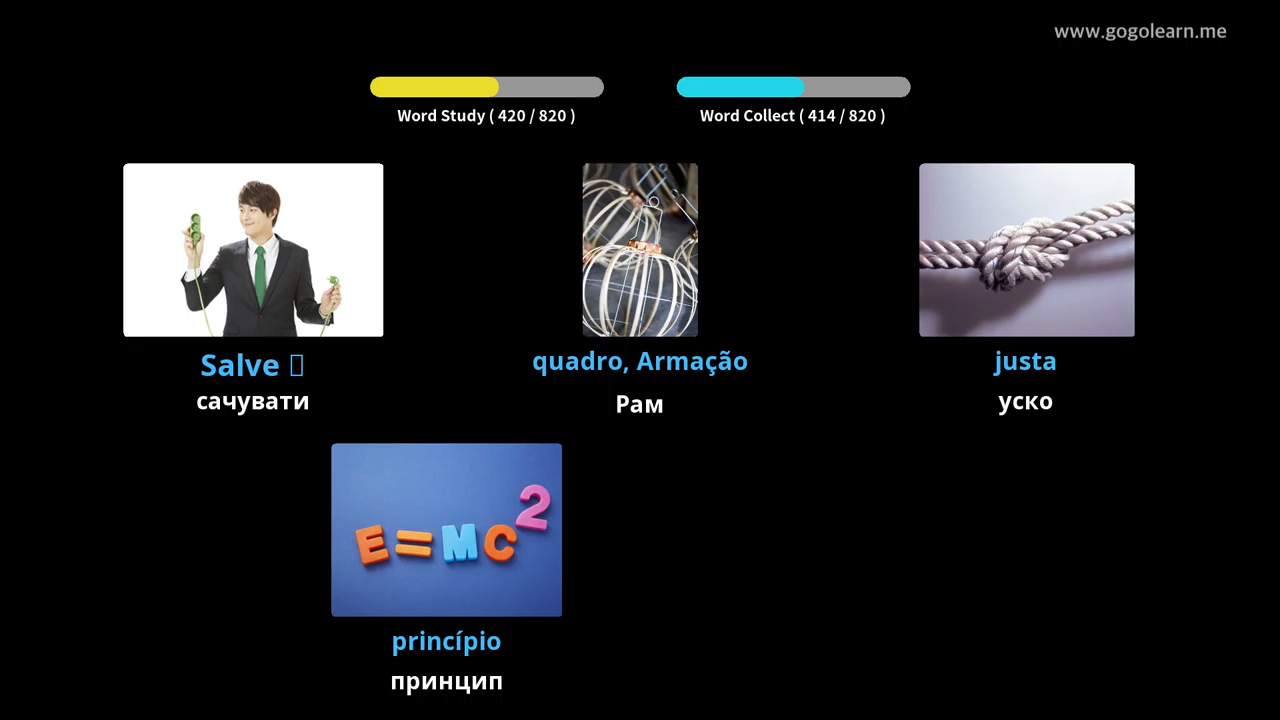 www.gogolearn.me
Word Study ( 420 / 820 )
Word Collect ( 414 / 820 )
Salve
сачувати
quadro, Armação
Рам
justa
уско
E=MC2
princípio
принцип